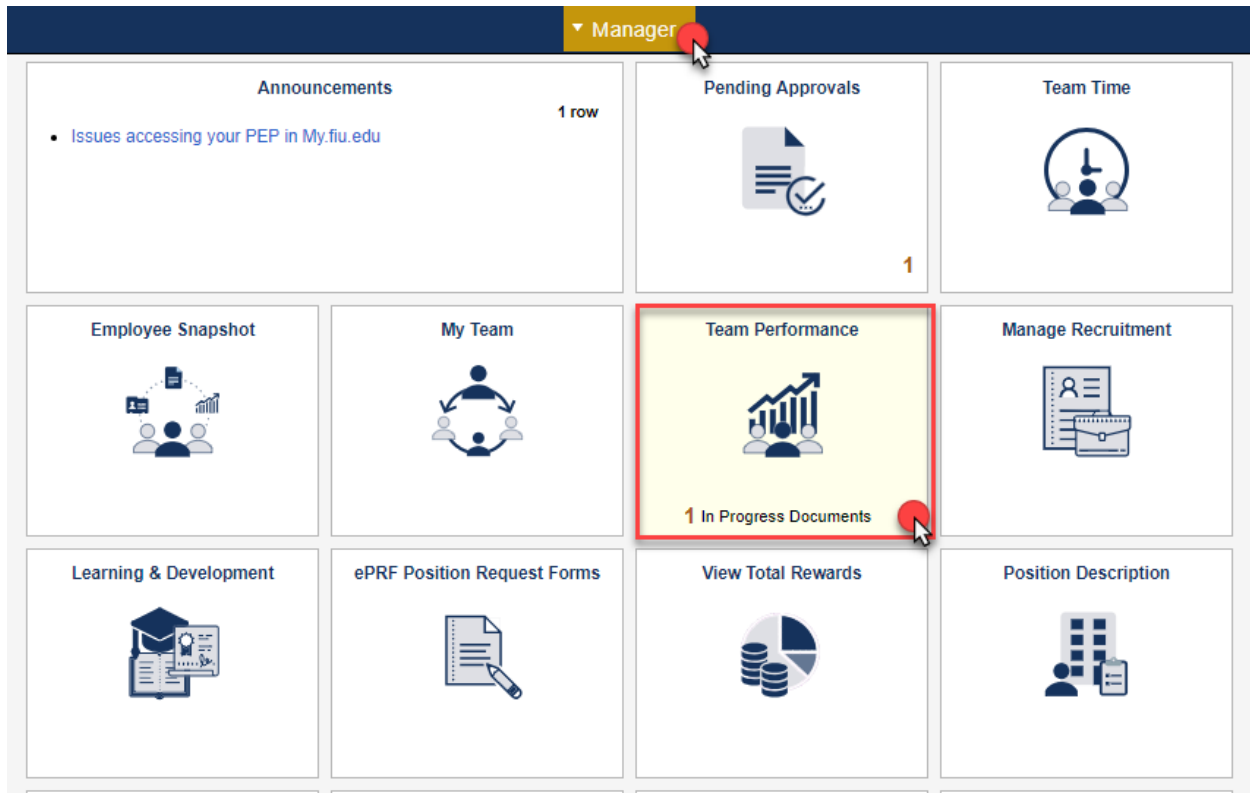 Manager
Announcements
1 row
Issues accessing your PEP in My.fiu.edu
Pending Approvals
1
Team Time
Employee Snapshot
My Team
Team Performance
1 In Progress Documents
Manage Recruitment
Learning & Development
ePRF Position Request Forms
View Total Rewards
Position Description